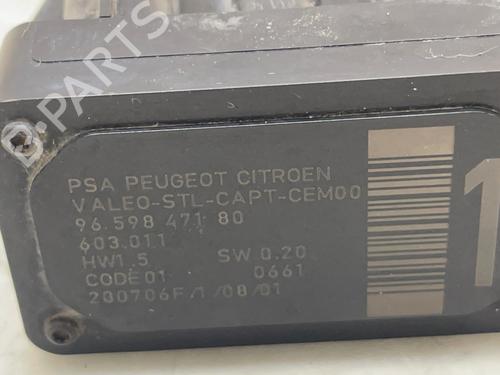 B-PARTS
PSA PEUGEOT CITROEN
VALEO-STL-CAPT-CEM00
96.598 471 80
603.011
HW1.5 SW 0.20
CODE 01 0661
200706F/1/08/01
1